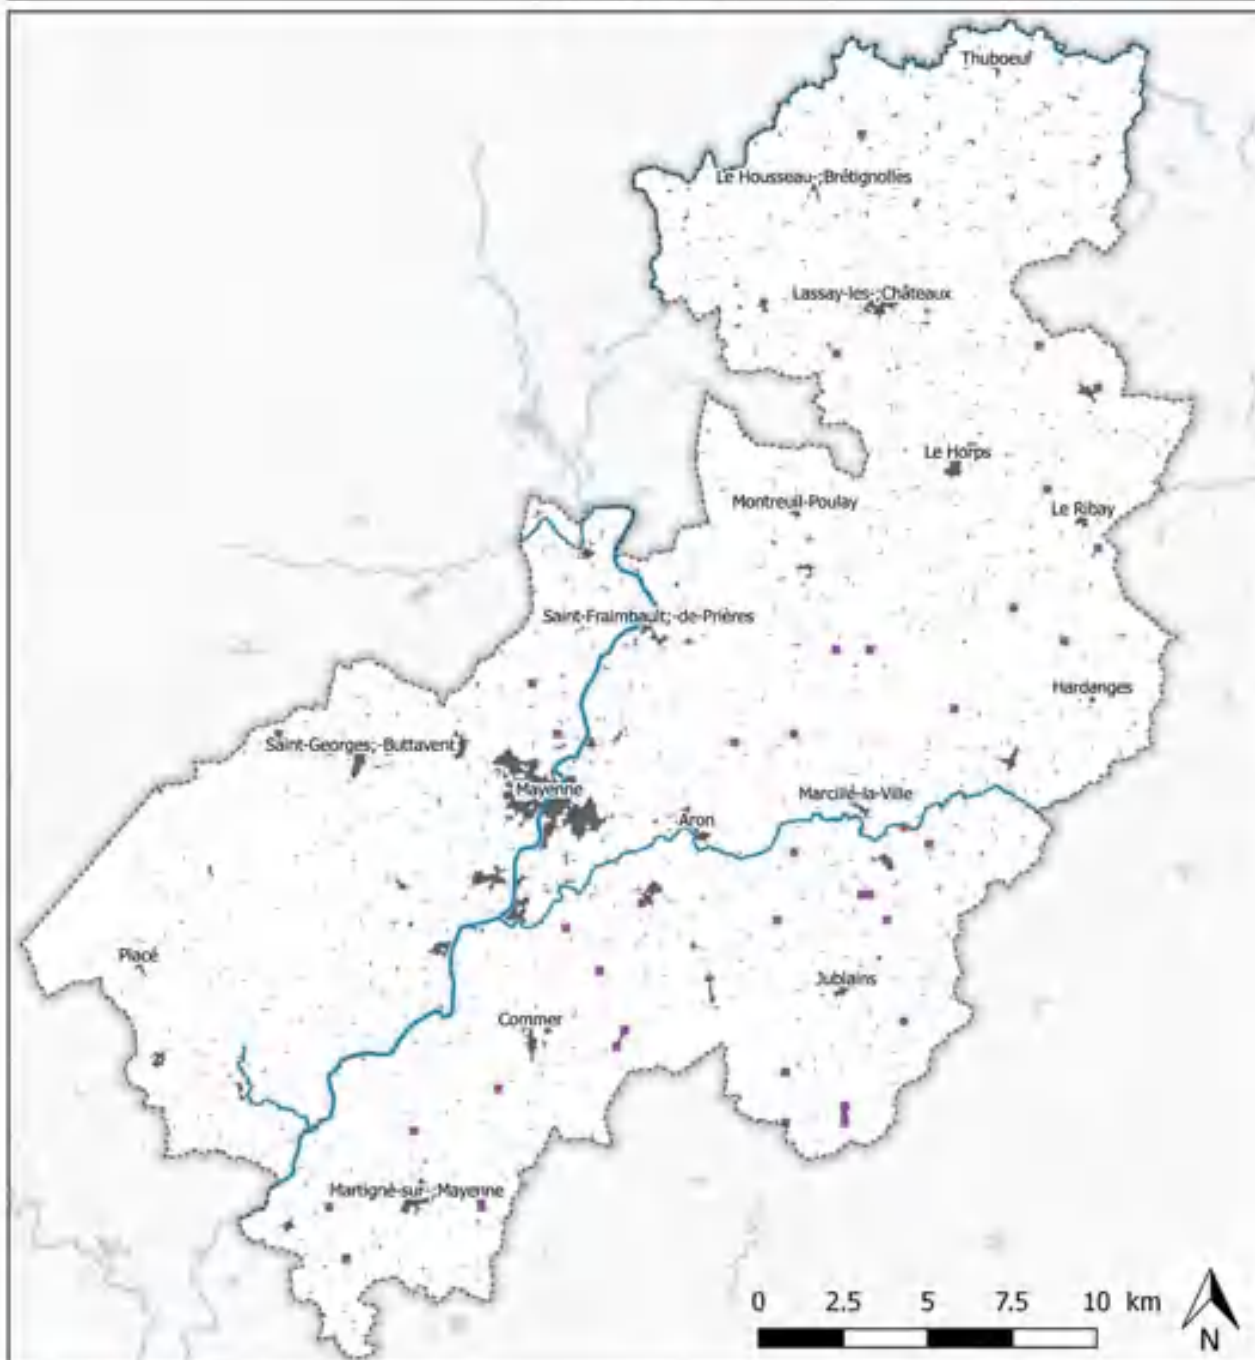 Thuboeuf
Le Housseau-;Brétignolles
Lassay-les-;Châteaux
Le Horps
Montreuil-Poulay
Le Ribay
Saint-Fraimbault;-de-Prières
Hardanges
Saint-Georges;-Buttavent
Mayenne
Marcillé-la-Ville
Aron
Placé
Jublains
Commer
Martigné-sur-;Mayenne
0 2.5 5 7.5 10 km
N